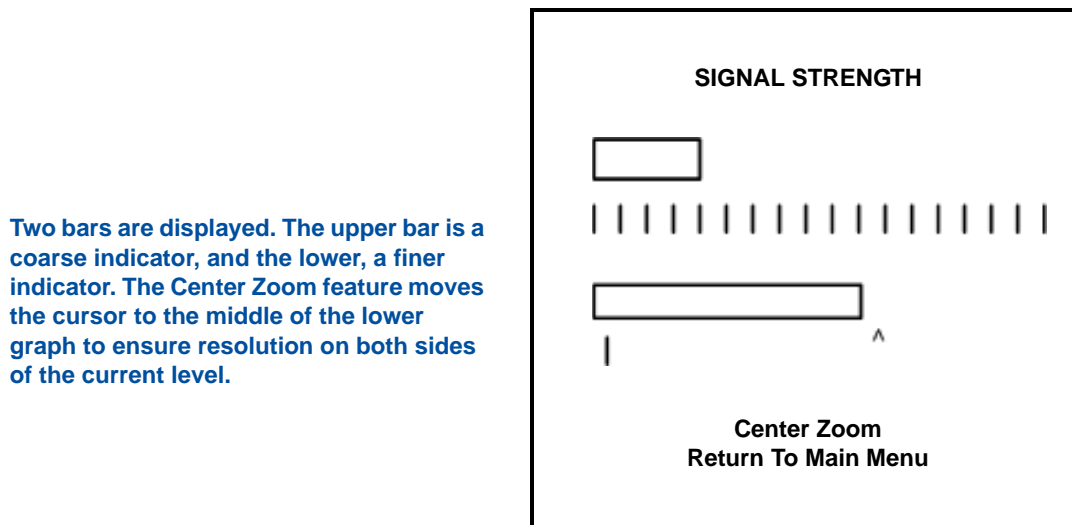 Two bars are displayed. The upper bar is a
coarse indicator, and the lower, a finer
indicator. The Center Zoom feature moves
the cursor to the middle of the lower
graph to ensure resolution on both sides
of the current level.
SIGNAL STRENGTH
^
Center Zoom
Return To Main Menu